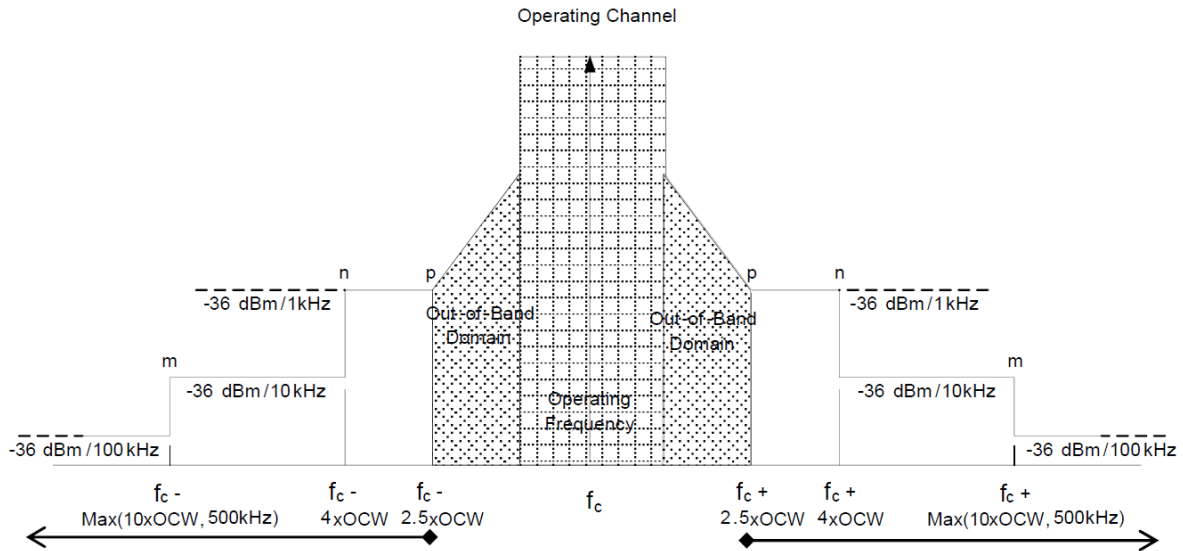 Operating Channel
n p p n
-36 dBm/1kHz -36 dBm/1kHz
Out-of-Band
Domain
Out-of-Band
Domain
m m
-36 dBm/10kHz -36 dBm/10kHz
Operating
Frequency
-36 dBm/100kHz -36 dBm/100kHz
fc -
Max(10xOCW, 500kHz)
fc -
4xOCW
fc -
2.5xOCW
fc
fc +
2.5xOCW
fc +
4xOCW
fc +
Max(10xOCW, 500kHz)